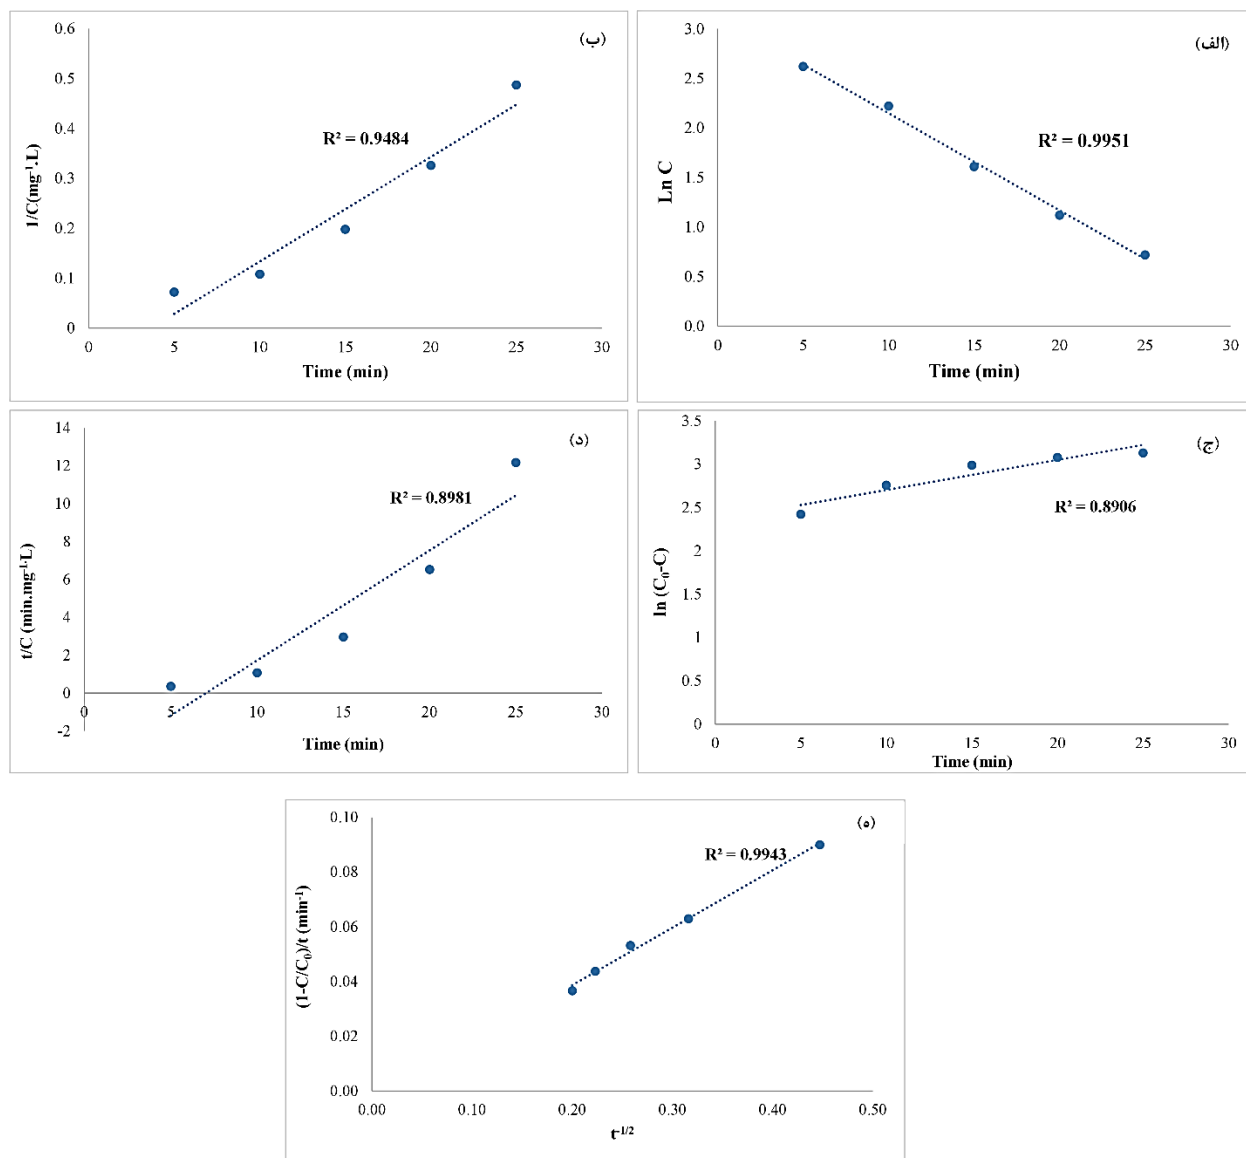 (الف)
3.0
2.5
2.0
1.5
1.0
0.5
0.0
Ln C
R² = 0.9951
0 5 10 15 20 25 30
Time (min)
(ب)
0.6
0.5
0.4
0.3
0.2
0.1
0
1/C(mg⁻¹.L)
R² = 0.9484
0 5 10 15 20 25 30
Time (min)
(ج)
3.5
3
2.5
2
1.5
1
0.5
0
ln (C₀-C)
R² = 0.8906
0 5 10 15 20 25 30
Time (min)
(د)
14
12
10
8
6
4
2
0
-2
t/C (min.mg⁻¹·L)
R² = 0.8981
0 5 10 15 20 25 30
Time (min)
(ه)
0.10
0.08
0.06
0.04
0.02
0.00
(1-C/C₀)/t (min⁻¹)
R² = 0.9943
0.00 0.10 0.20 0.30 0.40 0.50
t⁻¹/²